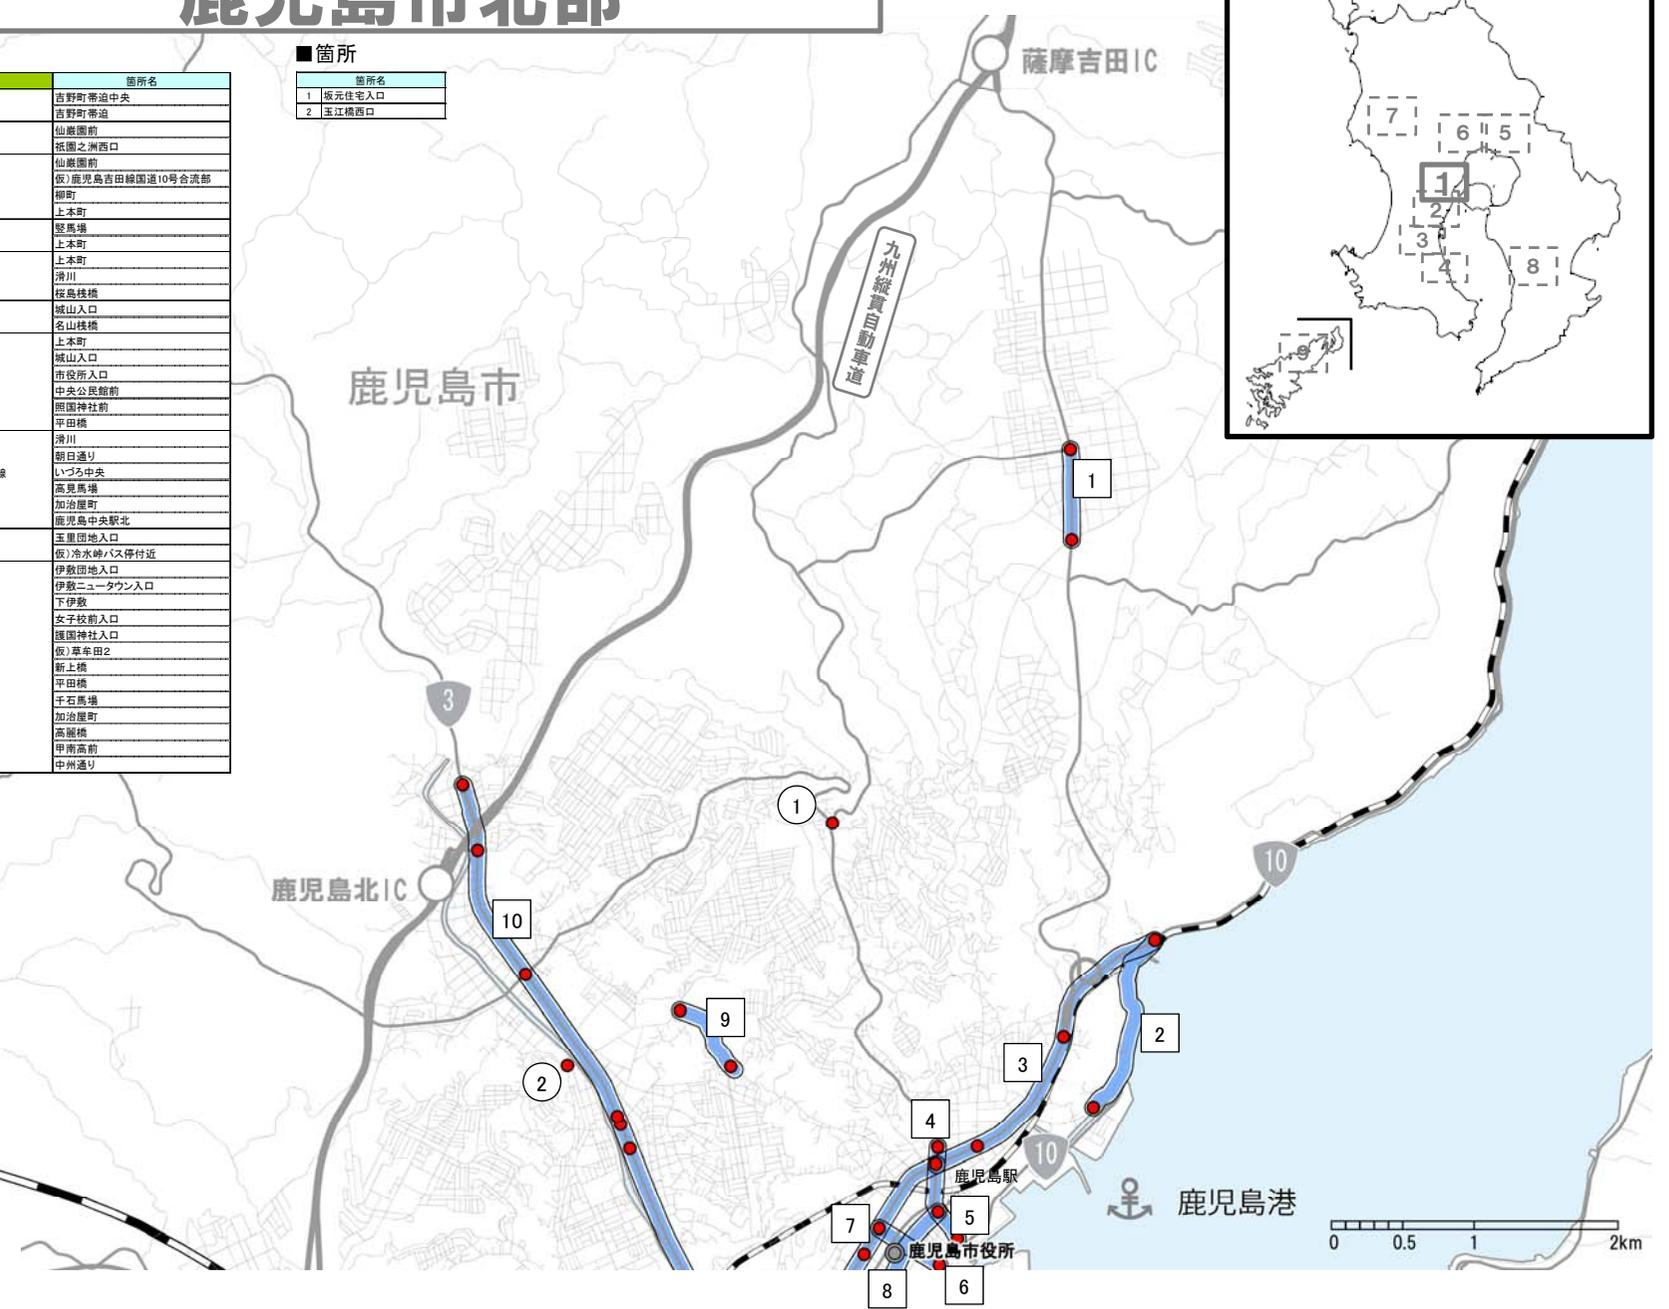 鹿児島市北部
箇所名
吉野町帯迫中央
吉野町帯迫
仙巌園前
祇園之洲西口
仙巌園前
仮)鹿児島吉田線国道10号合流部
柳町
上本町
竪馬場
上本町
上本町
滑川
桜島桟橋
城山入口
名山桟橋
上本町
城山入口
市役所入口
中央公民館前
照国神社前
平田橋
滑川
朝日通り
線
いづろ中央
高見馬場
加治屋町
鹿児島中央駅北
玉里団地入口
仮)冷水峠バス停付近
伊敷団地入口
伊敷ニュータウン入口
下伊敷
女子校前入口
護国神社入口
仮)草牟田2
新上橋
平田橋
千石馬場
加治屋町
高麗橋
甲南高前
中州通り
■箇所
箇所名
1 坂元住宅入口
2 玉江橋西口
薩摩吉田IC
7
6
5
1
2
3
4
8
9
九州縦貫自動車道
鹿児島市
1
3
1
10
鹿児島北IC
10
9
2
3
2
4
10
鹿児島駅
鹿児島港
7
5
鹿児島市役所
8
6
0 0.5 1 2km